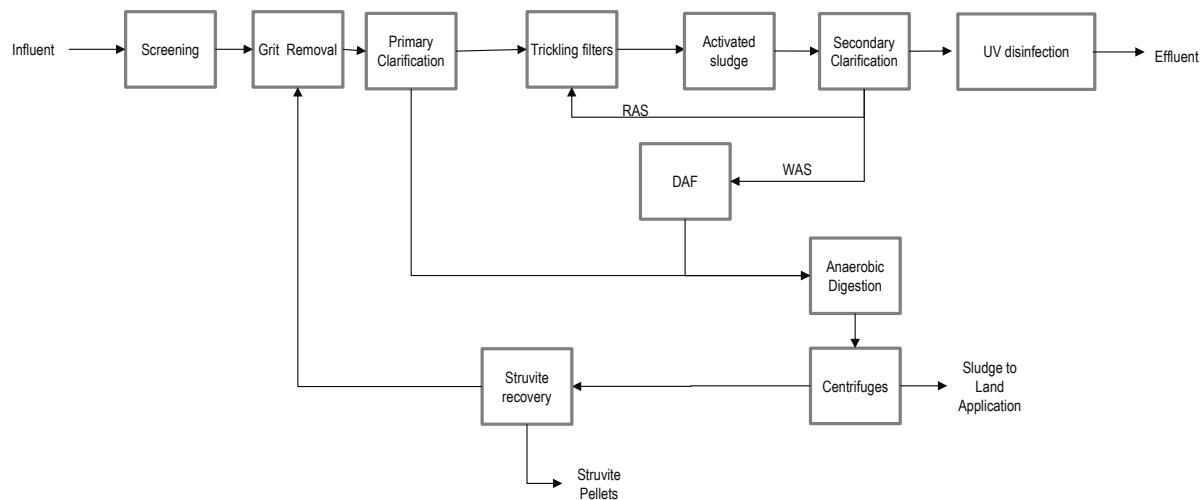 Influent
Screening
Grit Removal
Primary
Clarification
Trickling filters
Activated
sludge
Secondary
Clarification
UV disinfection
Effluent
RAS
WAS
DAF
Anaerobic
Digestion
Struvite
recovery
Centrifuges
Sludge to
Land
Application
Struvite
Pellets